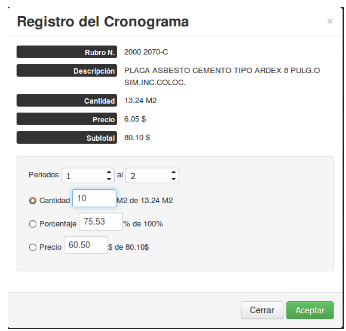 Registro del Cronograma ×
Rubro N. 2000 2070-C
Descripción PLACA ASBESTO CEMENTO TIPO ARDEX 8 PULG.O
SIM.INC.COLOC.
Cantidad 13.24 M2
Precio 6.05 $
Subtotal 80.10 $
Periodos 1 al 2
Cantidad 10 M2 de 13.24 M2
Porcentaje 75.53 % de 100%
Precio 60.50 $ de 80.10$
Cerrar Aceptar